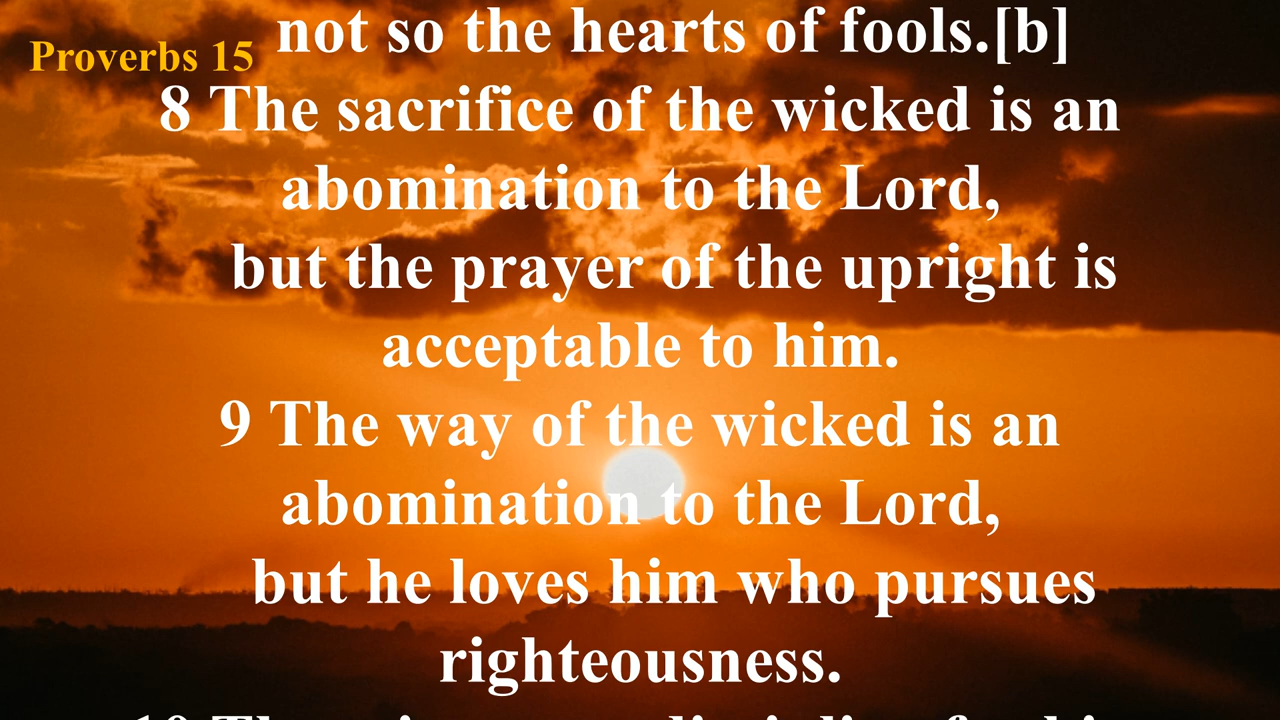 Proverbs 15
not so the hearts of fools.[b]
8 The sacrifice of the wicked is an
abomination to the Lord,
but the prayer of the upright is
acceptable to him.
9 The way of the wicked is an
abomination to the Lord,
but he loves him who pursues
righteousness.